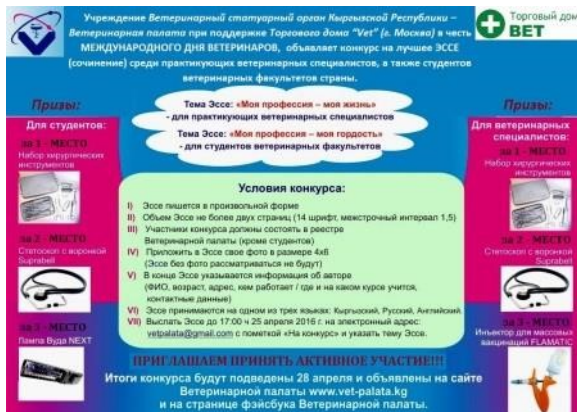 Учреждение Ветеринарный статуарный орган Кыргызской Республики –
Ветеринарная палата при поддержке Торгового дома "Vet" (г. Москва) в честь
МЕЖДУНАРОДНОГО ДНЯ ВЕТЕРИНАРОВ, объявляет конкурс на лучшее ЭССЕ
(сочинение) среди практикующих ветеринарных специалистов, а также студентов
ветеринарных факультетов страны.
Торговый дом
ВЕТ
Тема Эссе: «Моя профессия – моя жизнь»
- для практикующих ветеринарных специалистов
Тема Эссе: «Моя профессия – моя гордость»
- для студентов ветеринарных факультетов
Призы:
Для студентов:
за 1 - МЕСТО
Набор хирургических
инструментов
за 2 - МЕСТО
Стетоскоп с воронкой
Suprabell
за 3 - МЕСТО
Лампа Вуда NEXT
Условия конкурса:
I) Эссе пишется в произвольной форме
II) Объем Эссе не более двух страниц (14 шрифт, межстрочный интервал 1,5)
III) Участники конкурса должны состоять в реестре
Ветеринарной палаты (кроме студентов)
IV) Приложить в Эссе свое фото в размере 4х6
(Эссе без фото рассматриваться не будут)
V) В конце Эссе указывается информация об авторе
(ФИО, возраст, адрес, кем работает / где и на каком курсе учится,
контактные данные)
VI) Эссе принимаются на одном из трех языках: Кыргызский, Русский, Английский.
VII) Выслать Эссе до 17:00 ч 25 апреля 2016 г. на электронный адрес:
vetpalata@gmail.com с пометкой «На конкурс» и указать тему Эссе.
Призы:
Для ветеринарных
специалистов:
за 1 - МЕСТО
Набор хирургических
инструментов
за 2 - МЕСТО
Стетоскоп с воронкой
Suprabell
за 3 - МЕСТО
Инъектор для массовых
вакцинаций FLAMATIC
ПРИГЛАШАЕМ ПРИНЯТЬ АКТИВНОЕ УЧАСТИЕ!!!
Итоги конкурса будут подведены 28 апреля и объявлены на сайте
Ветеринарной палаты www.vet-palata.kg
и на странице фэйсбука Ветеринарной палаты.